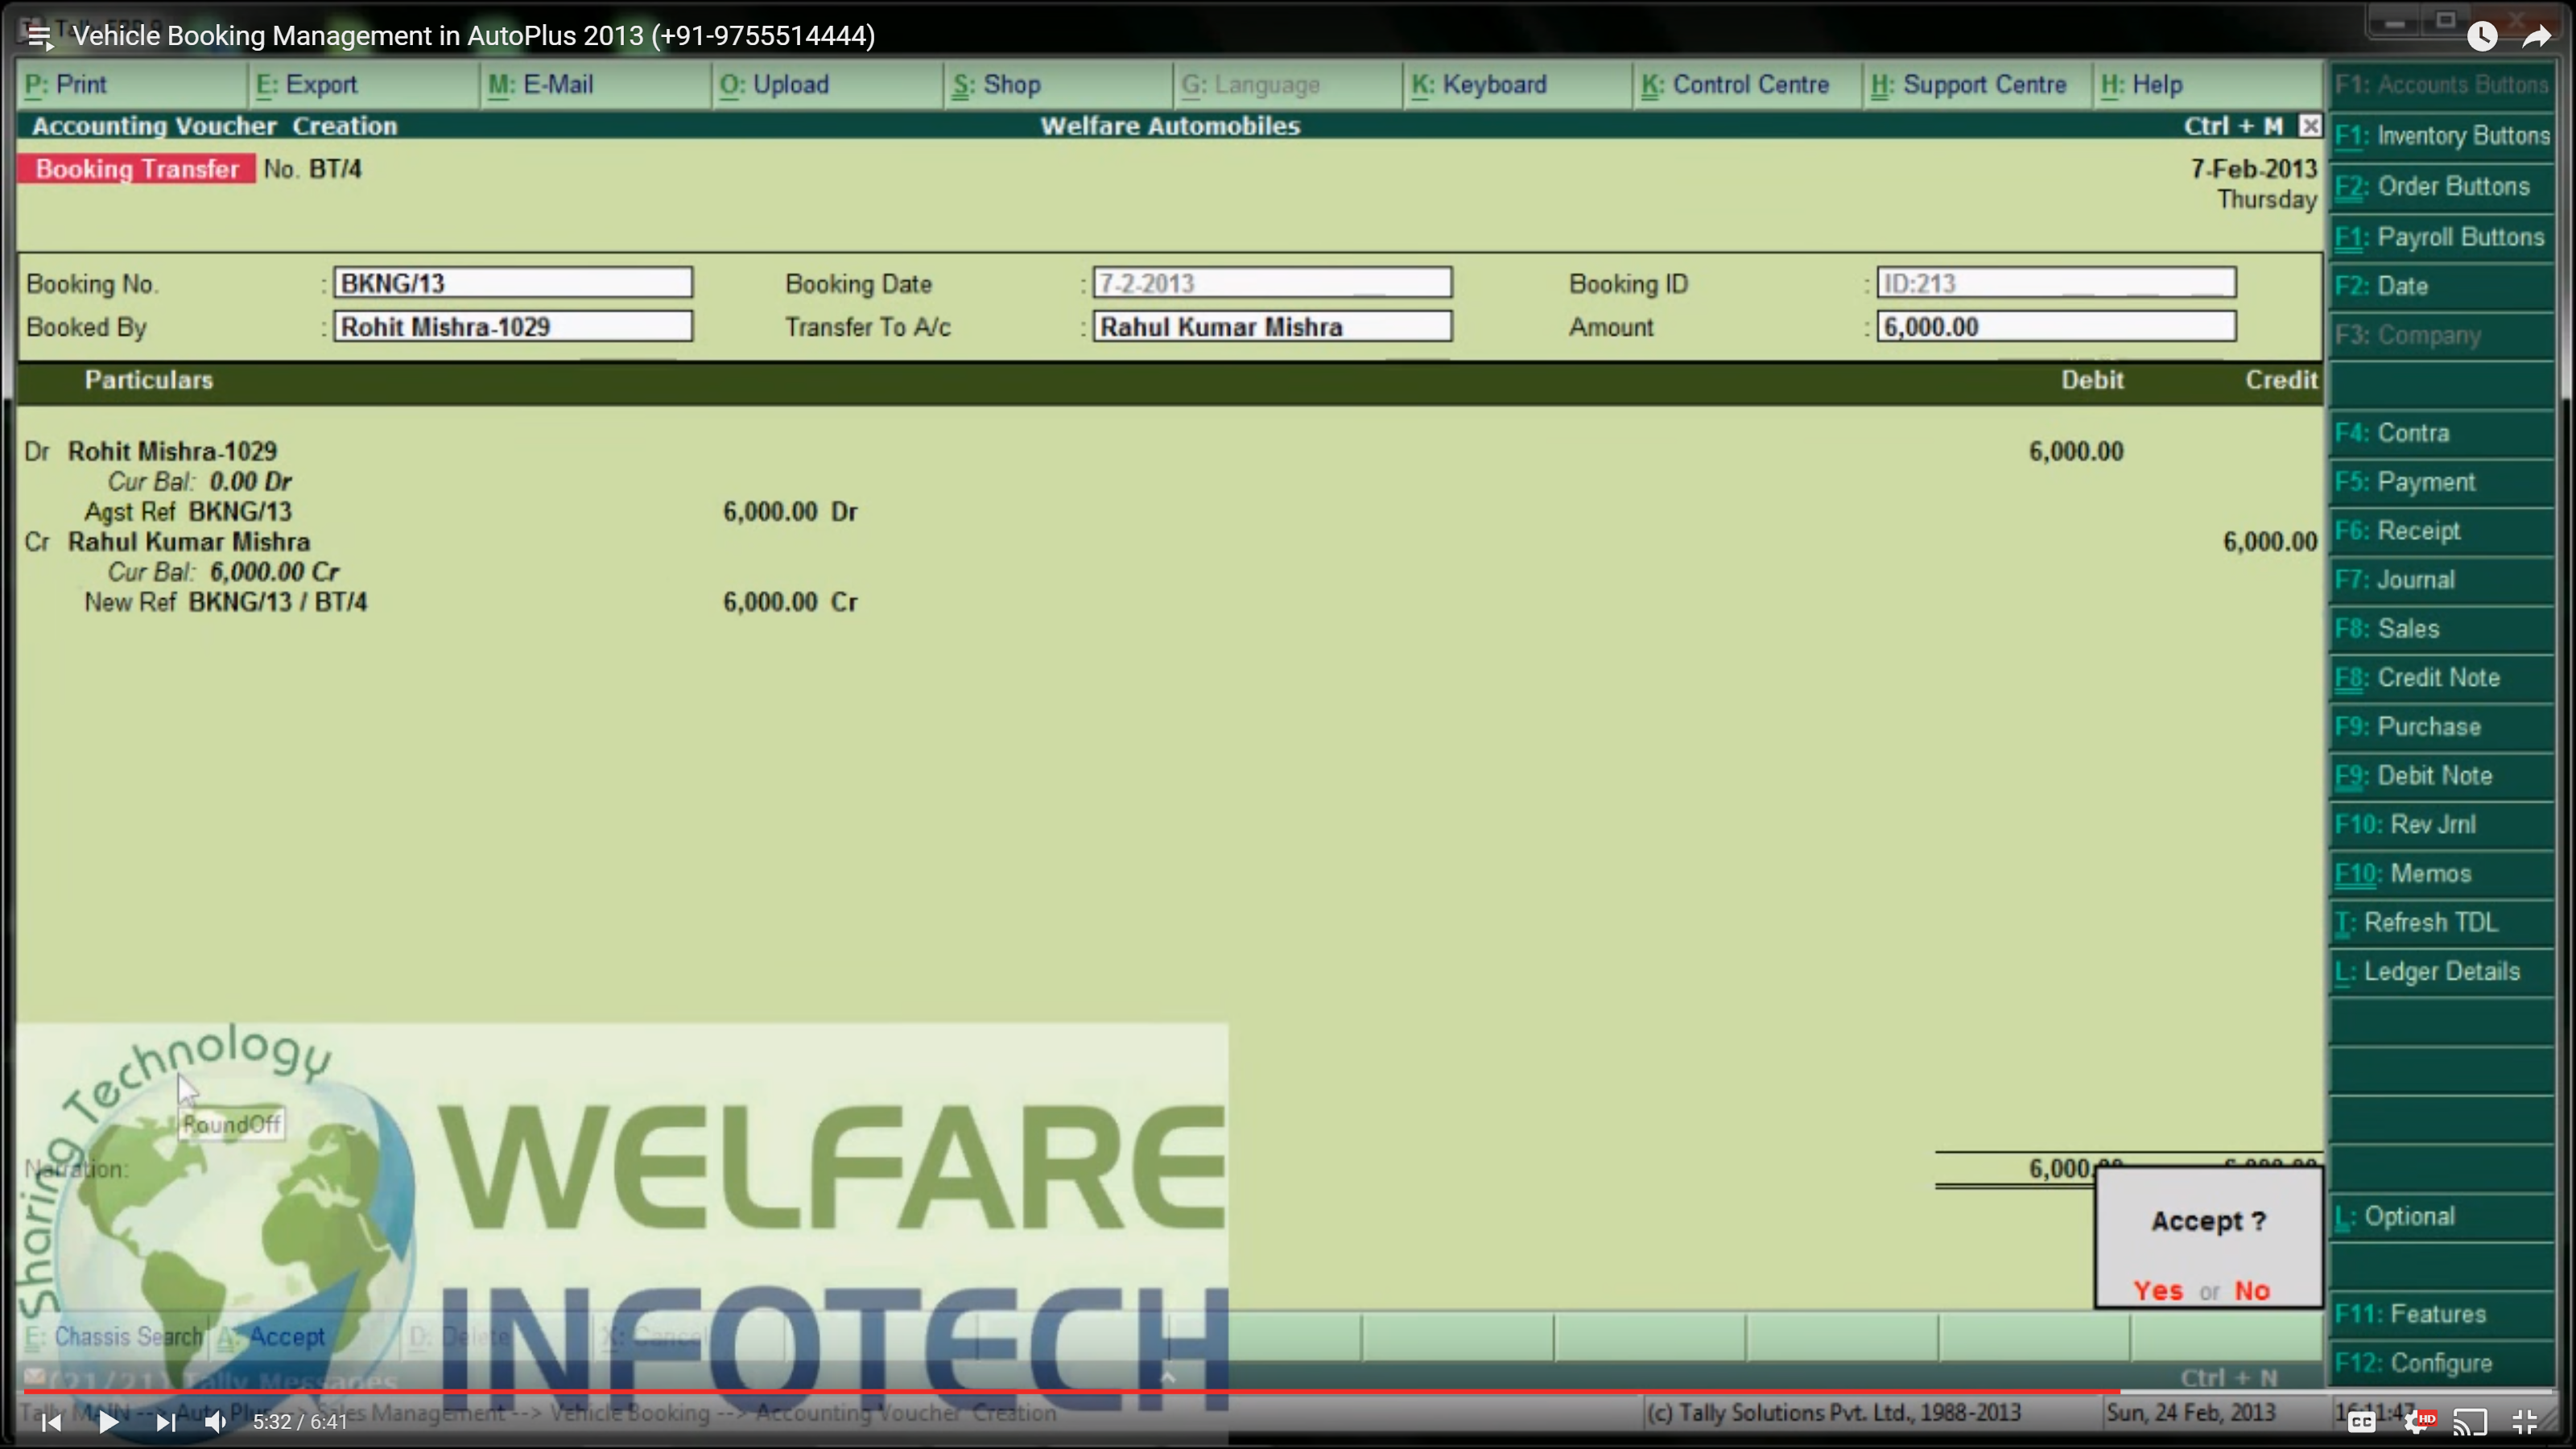 Vehicle Booking Management in AutoPlus 2013 (+91-9755514444)
P: Print E: Export M: E-Mail O: Upload S: Shop G: Language K: Keyboard K: Control Centre H: Support Centre H: Help
F1: Accounts Buttons
Accounting Voucher Creation Welfare Automobiles Ctrl + M
F1: Inventory Buttons
Booking Transfer No. BT/4 7-Feb-2013
F2: Order Buttons
Thursday
F1: Payroll Buttons
Booking No. : BKNG/13 Booking Date : 7-2-2013 Booking ID : ID:213
F2: Date
Booked By : Rohit Mishra-1029 Transfer To A/c : Rahul Kumar Mishra Amount : 6,000.00
F3: Company
Particulars Debit Credit
F4: Contra
Dr Rohit Mishra-1029 6,000.00
Cur Bal: 0.00 Dr
F5: Payment
Agst Ref BKNG/13 6,000.00 Dr
F6: Receipt
Cr Rahul Kumar Mishra 6,000.00
Cur Bal: 6,000.00 Cr
F7: Journal
New Ref BKNG/13 / BT/4 6,000.00 Cr
F8: Sales
F8: Credit Note
F9: Purchase
F9: Debit Note
F10: Rev Jrnl
F10: Memos
T: Refresh TDL
L: Ledger Details
Sharing Technology
RoundOff
WELFARE
INFOTECH
Narration:
6,000.00
Accept ?
Yes or No
L: Optional
F11: Features
E: Chassis Search A: Accept D: Delete X: Cancel
F12: Configure
(21/21) Tally Messages Ctrl + N
Tally MAIN --> Auto Plus --> Sales Management --> Vehicle Booking --> Accounting Voucher Creation (c) Tally Solutions Pvt. Ltd., 1988-2013 Sun, 24 Feb, 2013 16:11:47
5:32 / 6:41
CC HD